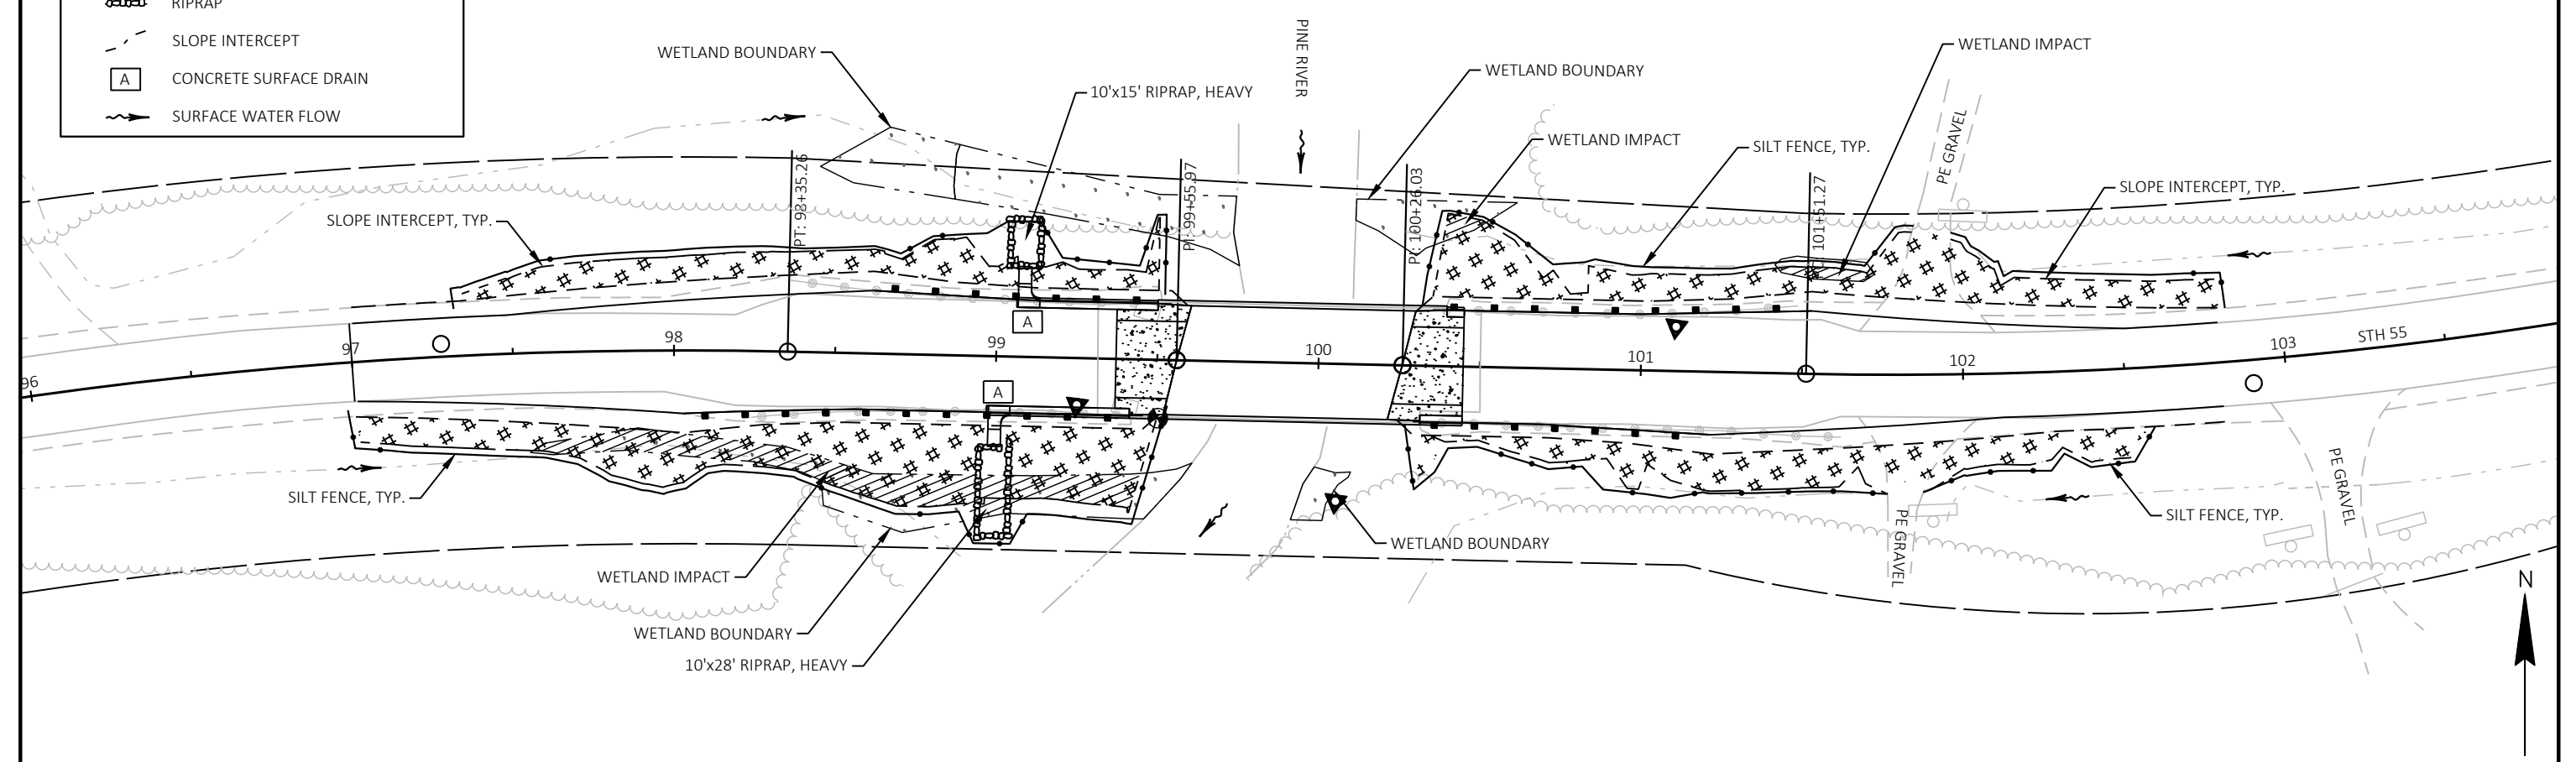 RIPRAP
SLOPE INTERCEPT
A CONCRETE SURFACE DRAIN
SURFACE WATER FLOW
WETLAND BOUNDARY
10'x15' RIPRAP, HEAVY
PINE RIVER
WETLAND BOUNDARY
WETLAND IMPACT
WETLAND IMPACT
SILT FENCE, TYP.
PE GRAVEL
SLOPE INTERCEPT, TYP.
SLOPE INTERCEPT, TYP.
PT: 98+35.26
PI: 99+55.97
100+26.03
101+51.27
A
96
97
98
99
100
101
102
103
STH 55
A
SILT FENCE, TYP.
WETLAND IMPACT
WETLAND BOUNDARY
10'x28' RIPRAP, HEAVY
WETLAND BOUNDARY
PE GRAVEL
SILT FENCE, TYP.
PE GRAVEL
N